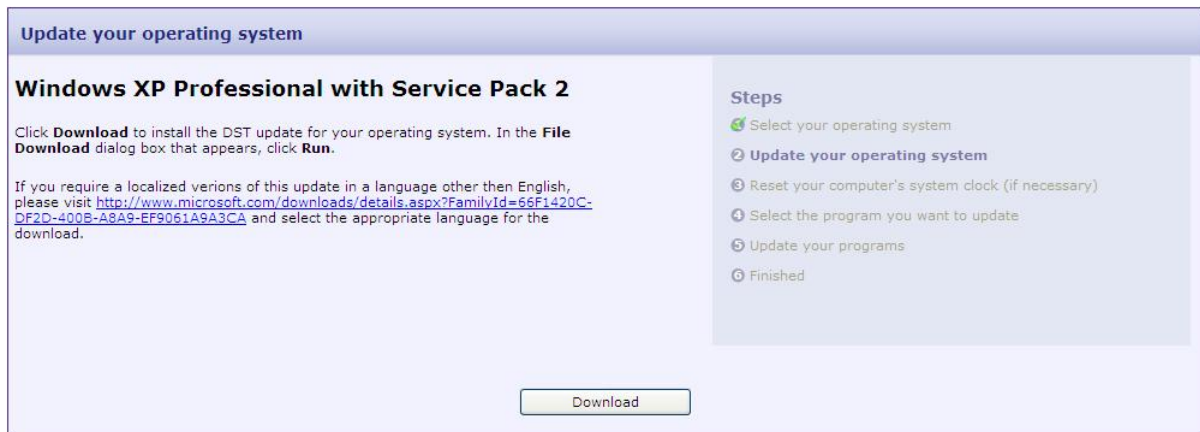 Update your operating system
Windows XP Professional with Service Pack 2
Click Download to install the DST update for your operating system. In the File
Download dialog box that appears, click Run.
If you require a localized verions of this update in a language other then English,
please visit http://www.microsoft.com/downloads/details.aspx?FamilyId=66F1420C-
DF2D-400B-A8A9-EF9061A9A3CA and select the appropriate language for the
download.
Steps
Select your operating system
2 Update your operating system
3 Reset your computer's system clock (if necessary)
4 Select the program you want to update
5 Update your programs
6 Finished
Download